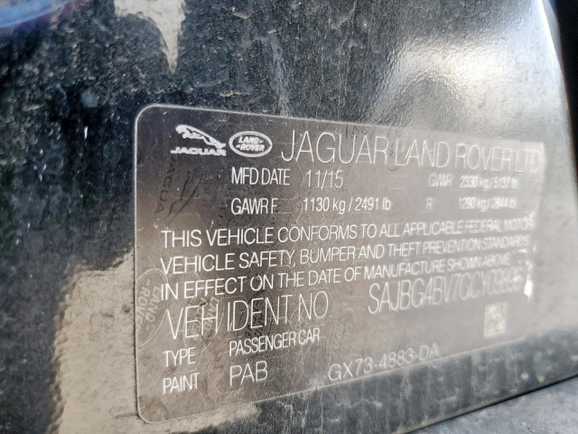 JAGUAR LAND-ROVER JAGUAR LAND ROVER LTD
MFD DATE 11/15 GVWR 2330 kg / 5137 lb
GAWR F 1130 kg / 2491 lb R 1290 kg / 2844 lb
THIS VEHICLE CONFORMS TO ALL APPLICABLE FEDERAL MOTOR
VEHICLE SAFETY, BUMPER AND THEFT PREVENTION STANDARDS
IN EFFECT ON THE DATE OF MANUFACTURE SHOWN ABOVE.
VEH IDENT NO
TYPE PASSENGER CAR
PAINT PAB GX73-4883-DA